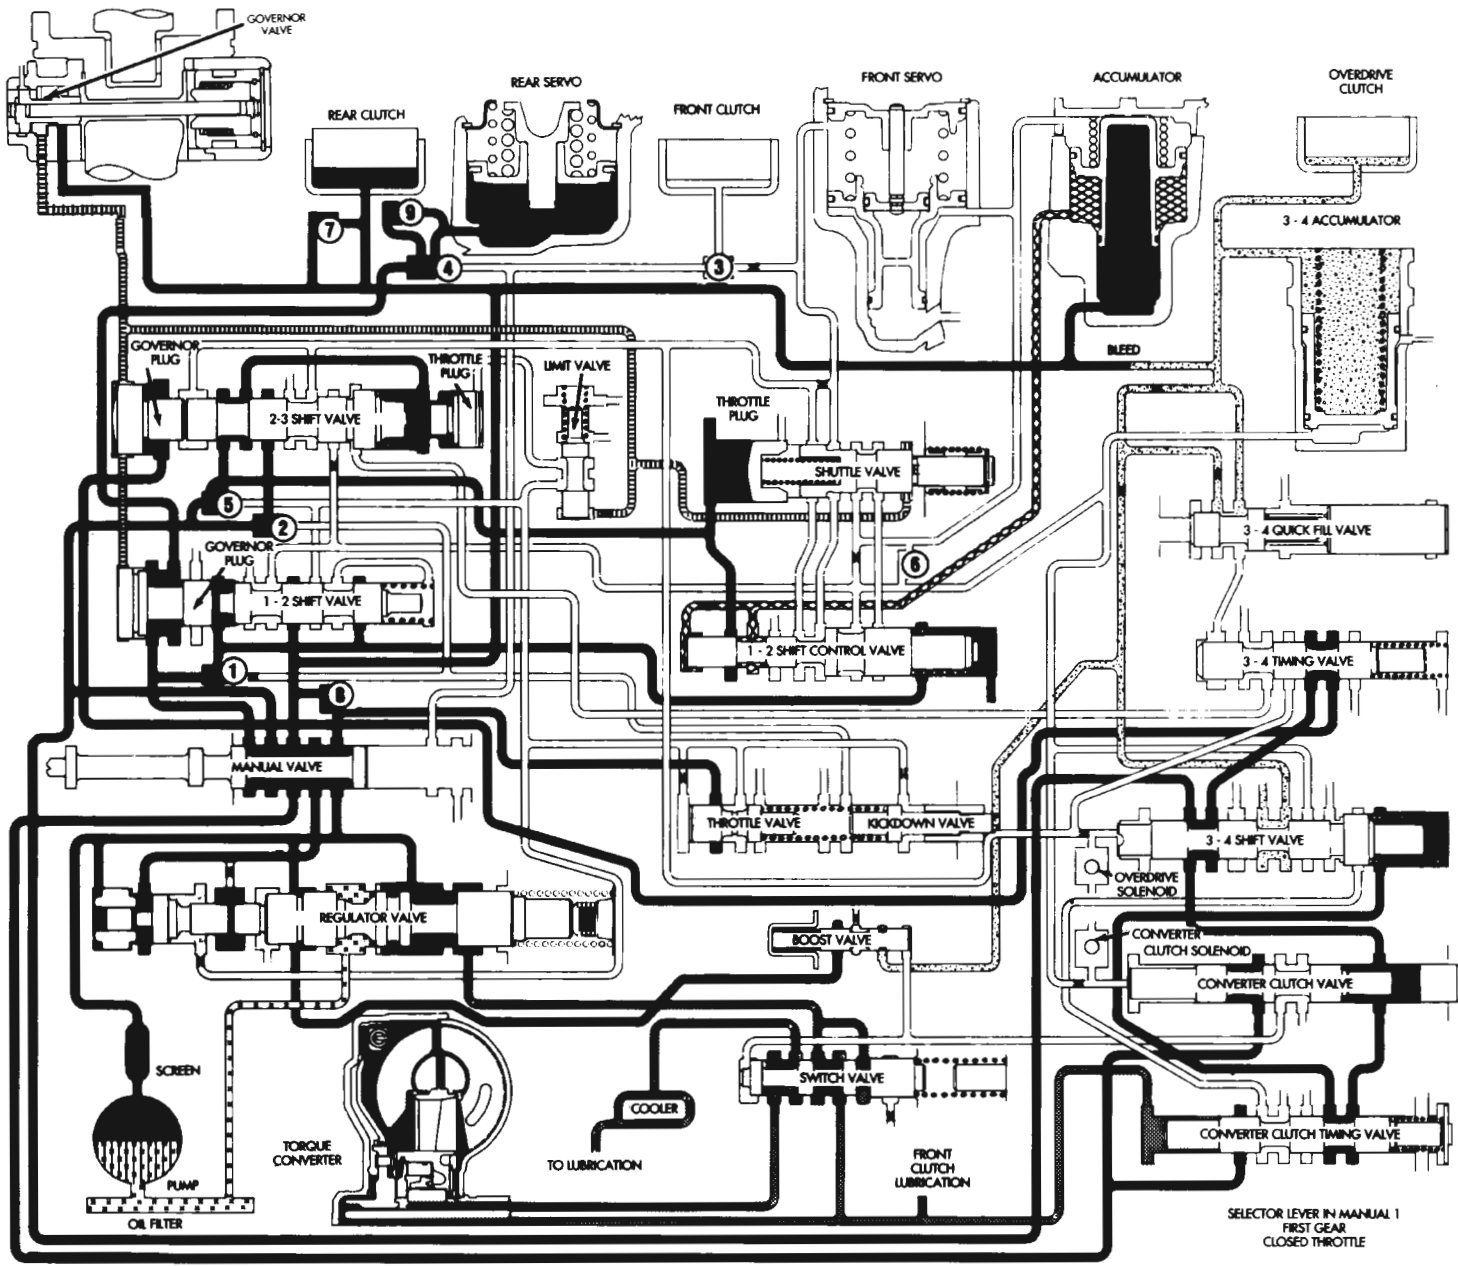 GOVERNOR
VALVE
REAR CLUTCH
REAR SERVO
FRONT CLUTCH
FRONT SERVO
ACCUMULATOR
OVERDRIVE
CLUTCH
3 - 4 ACCUMULATOR
7
9
4
3
GOVERNOR
PLUG
THROTTLE
PLUG
LIMIT VALVE
BLEED
2-3 SHIFT VALVE
THROTTLE
PLUG
SHUTTLE VALVE
5
2
3 - 4 QUICK FILL VALVE
GOVERNOR
PLUG
6
1 - 2 SHIFT VALVE
1 - 2 SHIFT CONTROL VALVE
3 - 4 TIMING VALVE
1
8
MANUAL VALVE
THROTTLE VALVE
KICKDOWN VALVE
3 - 4 SHIFT VALVE
OVERDRIVE
SOLENOID
REGULATOR VALVE
BOOST VALVE
CONVERTER
CLUTCH SOLENOID
CONVERTER CLUTCH VALVE
SCREEN
SWITCH VALVE
COOLER
TORQUE
CONVERTER
TO LUBRICATION
FRONT
CLUTCH
LUBRICATION
CONVERTER CLUTCH TIMING VALVE
PUMP
OIL FILTER
SELECTOR LEVER IN MANUAL 1
FIRST GEAR
CLOSED THROTTLE